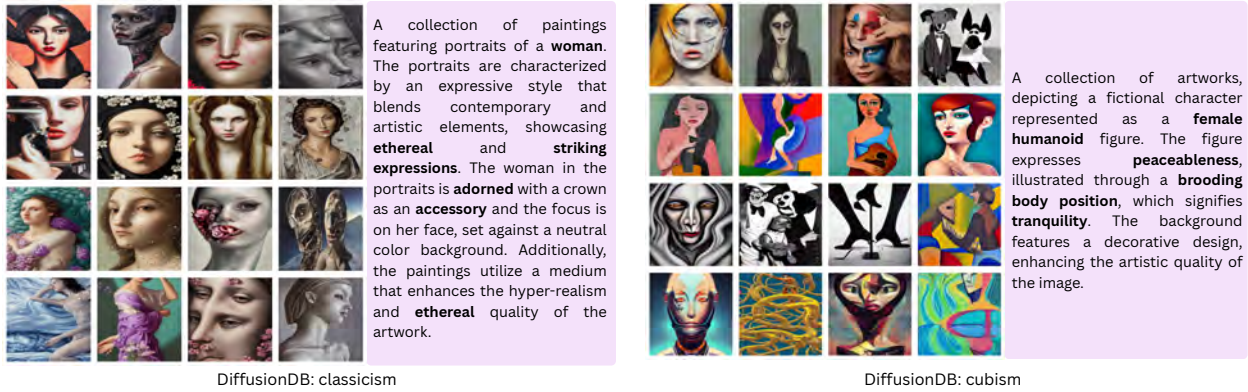 A collection of paintings
featuring portraits of a woman.
The portraits are characterized
by an expressive style that
blends contemporary and
artistic elements, showcasing
ethereal and striking
expressions. The woman in the
portraits is adorned with a crown
as an accessory and the focus is
on her face, set against a neutral
color background. Additionally,
the paintings utilize a medium
that enhances the hyper-realism
and ethereal quality of the
artwork.
DiffusionDB: classicism
A collection of artworks,
depicting a fictional character
represented as a female
humanoid figure. The figure
expresses peaceableness,
illustrated through a brooding
body position, which signifies
tranquility. The background
features a decorative design,
enhancing the artistic quality of
the image.
DiffusionDB: cubism